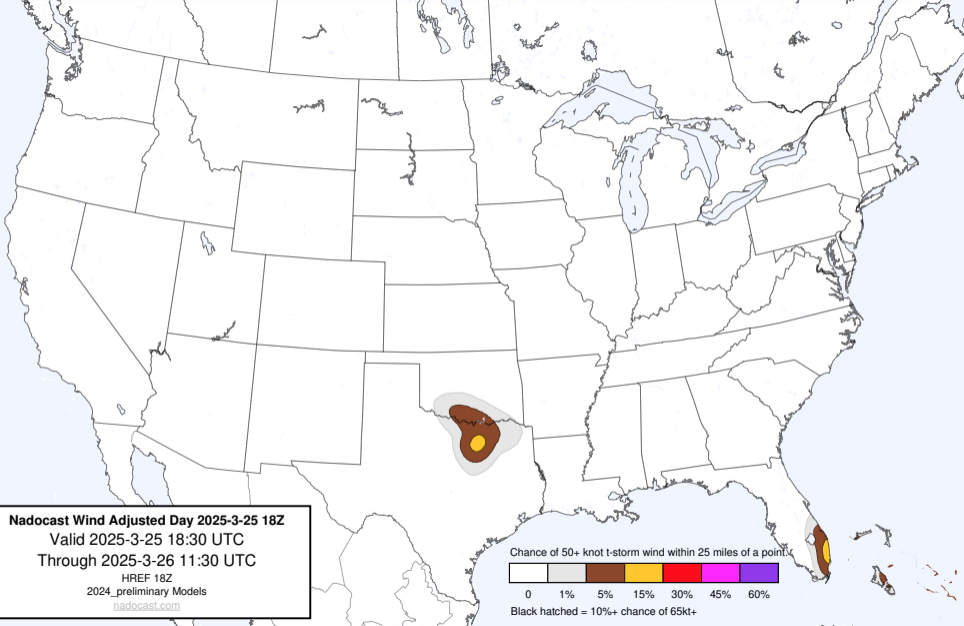 Nadocast Wind Adjusted Day 2025-3-25 18Z
Valid 2025-3-25 18:30 UTC
Through 2025-3-26 11:30 UTC
HREF 18Z
2024_preliminary Models
nadocast.com
Chance of 50+ knot t-storm wind within 25 miles of a point.
0 1% 5% 15% 30% 45% 60%
Black hatched = 10%+ chance of 65kt+